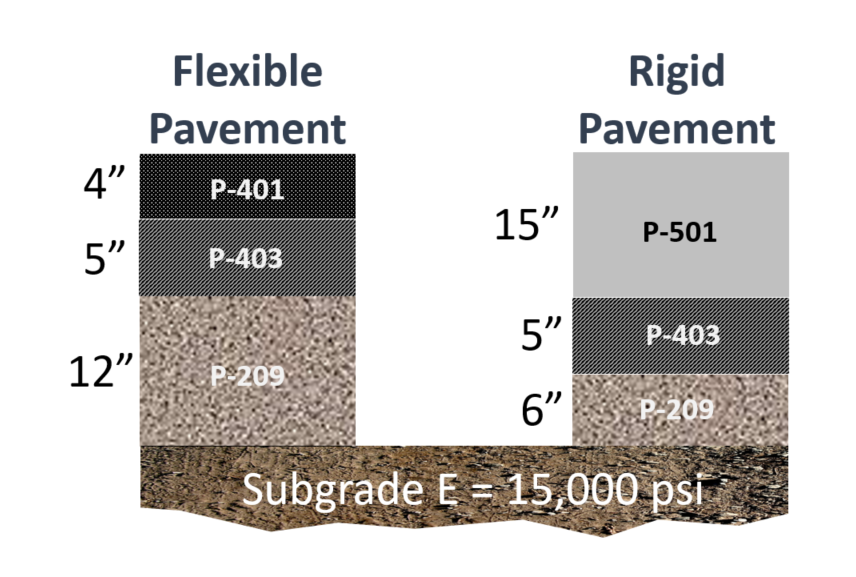 Flexible
Pavement
4”
P-401
5”
P-403
12”
P-209
Rigid
Pavement
15”
P-501
5”
P-403
6”
P-209
Subgrade E = 15,000 psi